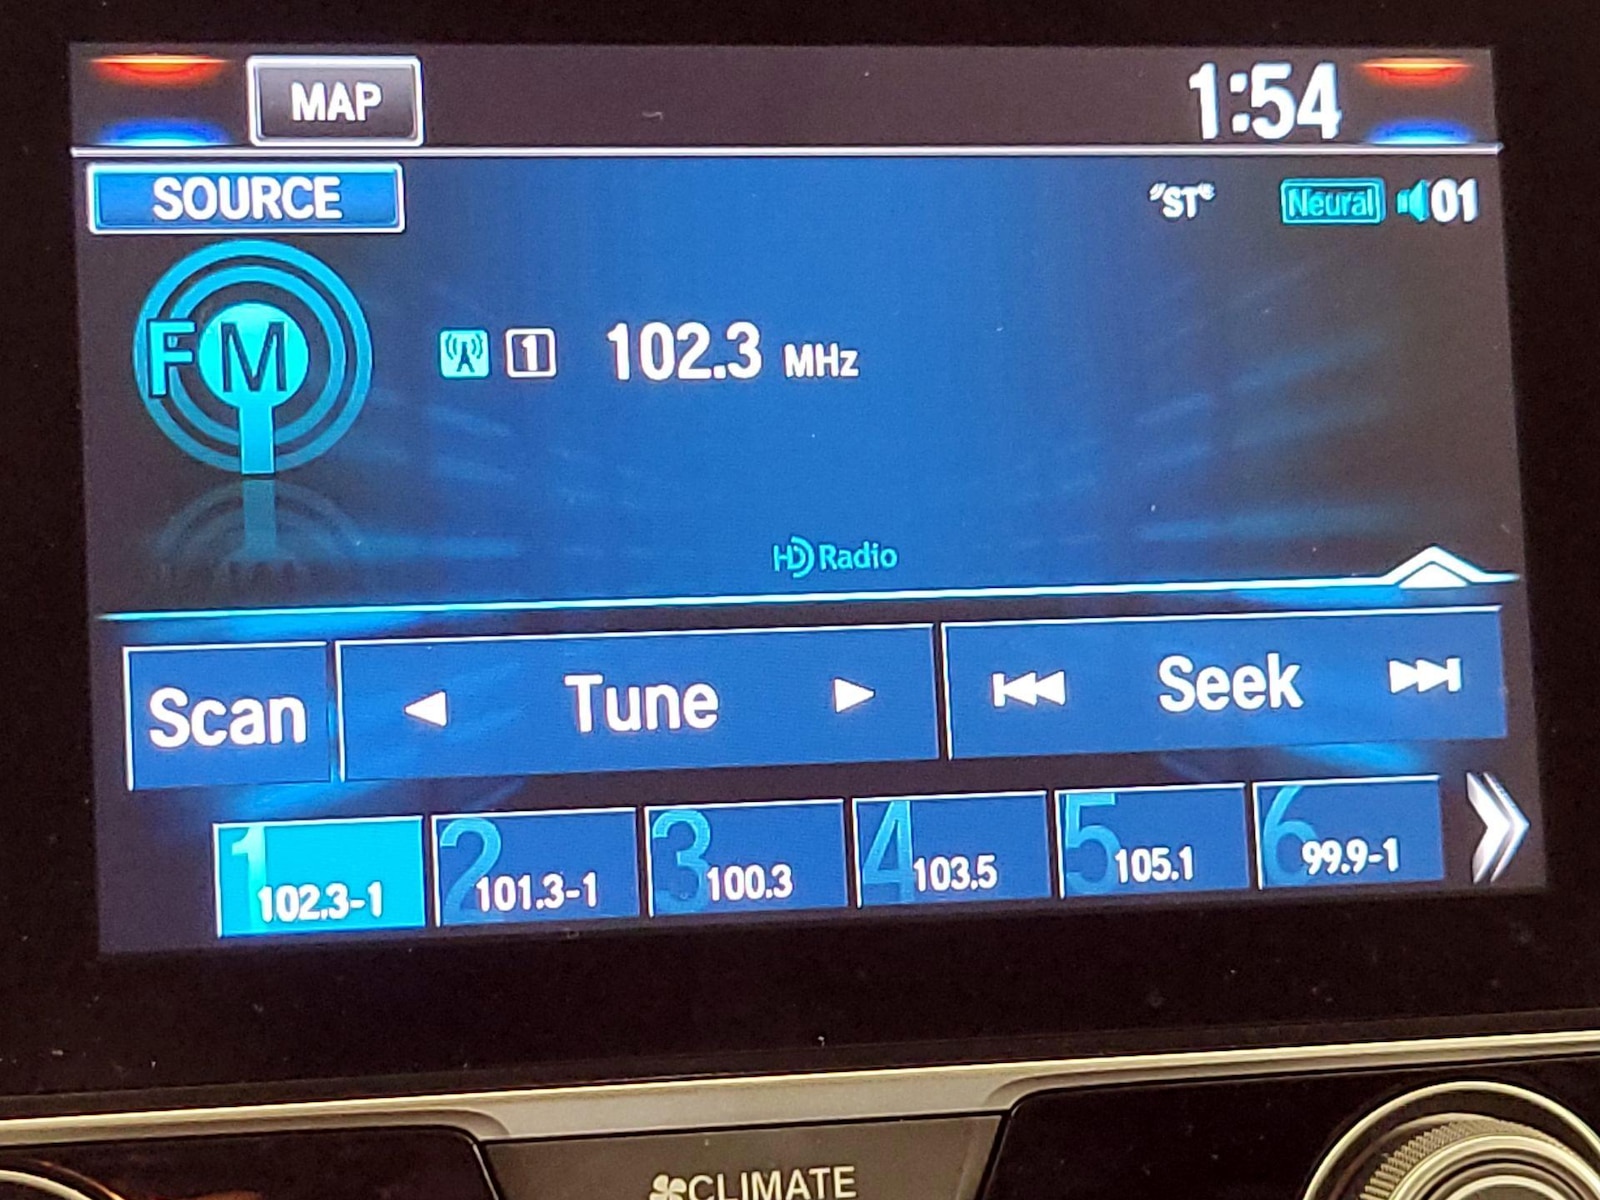 MAP 1:54
SOURCE "ST" Neural 01
FM 1 102.3 MHz
HD Radio
Scan Tune Seek
1 102.3-1 2 101.3-1 3 100.3 4 103.5 5 105.1 6 99.9-1
CLIMATE